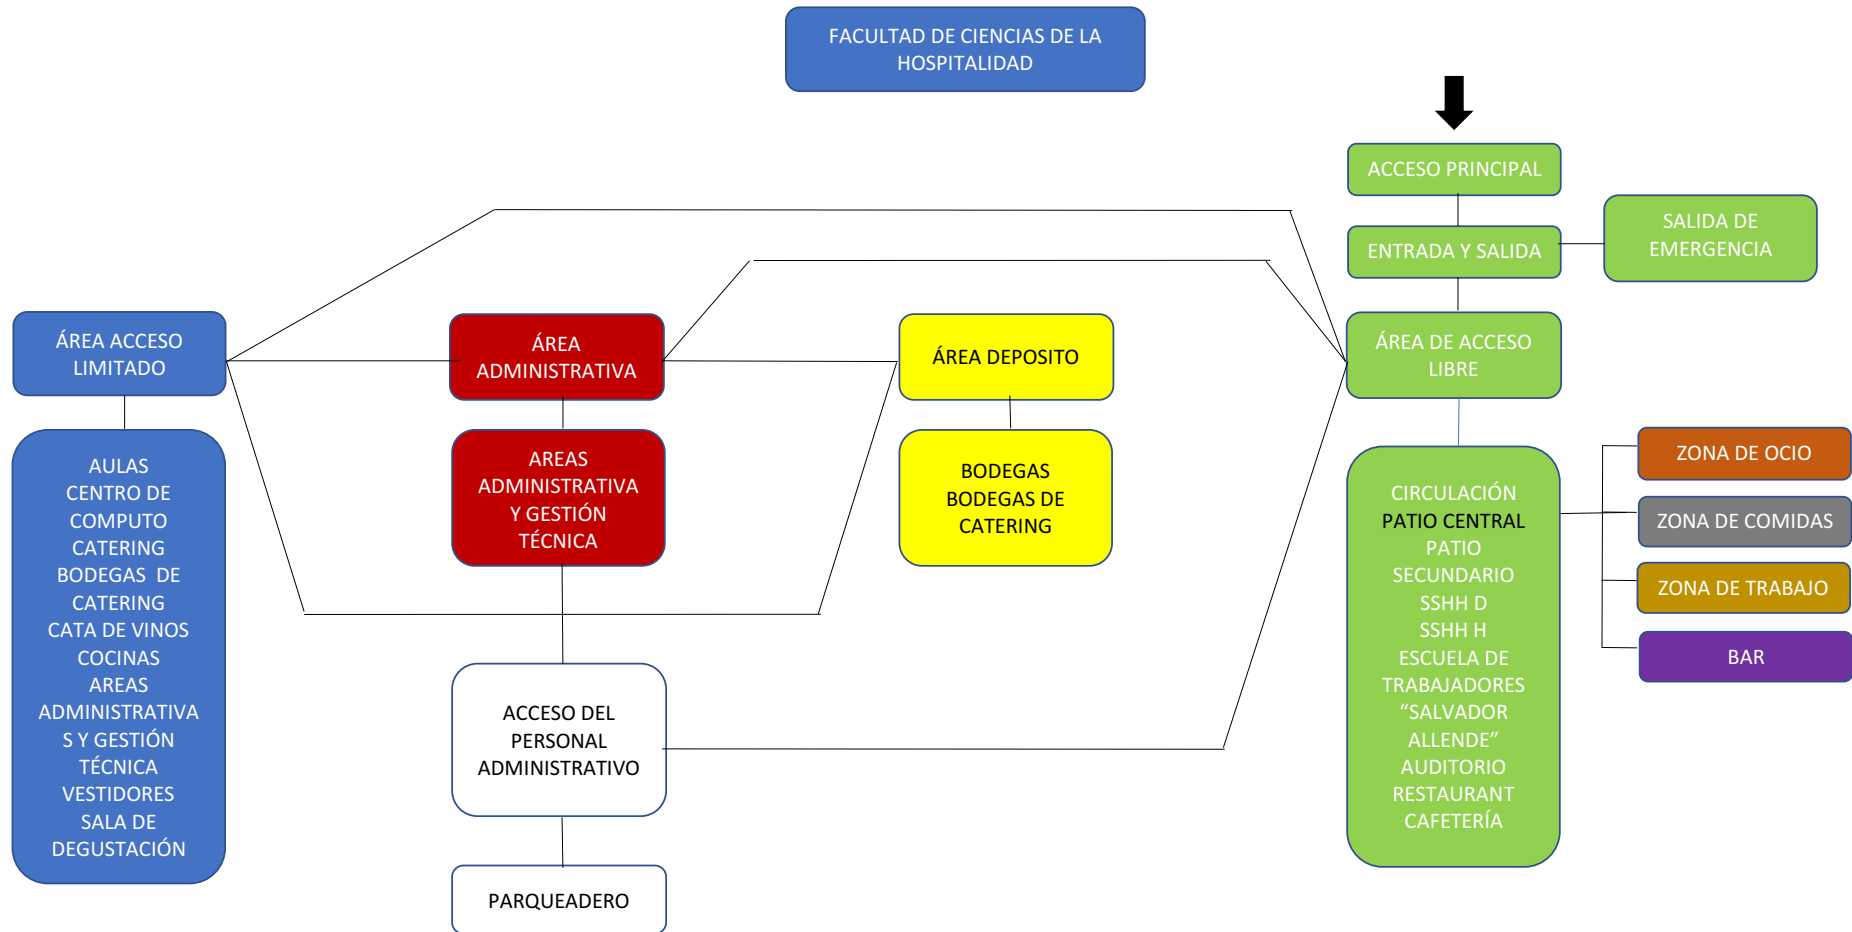 FACULTAD DE CIENCIAS DE LA
HOSPITALIDAD
ACCESO PRINCIPAL
ENTRADA Y SALIDA
SALIDA DE
EMERGENCIA
ÁREA ACCESO
LIMITADO
ÁREA
ADMINISTRATIVA
ÁREA DEPOSITO
ÁREA DE ACCESO
LIBRE
AULAS
CENTRO DE
COMPUTO
CATERING
BODEGAS  DE
CATERING
CATA DE VINOS
COCINAS
AREAS
ADMINISTRATIVA
S Y GESTIÓN
TÉCNICA
VESTIDORES
SALA DE
DEGUSTACIÓN
AREAS
ADMINISTRATIVA
Y GESTIÓN
TÉCNICA
BODEGAS
BODEGAS DE
CATERING
CIRCULACIÓN
PATIO CENTRAL
PATIO
SECUNDARIO
SSHH D
SSHH H
ESCUELA DE
TRABAJADORES
“SALVADOR
ALLENDE”
AUDITORIO
RESTAURANT
CAFETERÍA
ZONA DE OCIO
ZONA DE COMIDAS
ZONA DE TRABAJO
BAR
ACCESO DEL
PERSONAL
ADMINISTRATIVO
PARQUEADERO